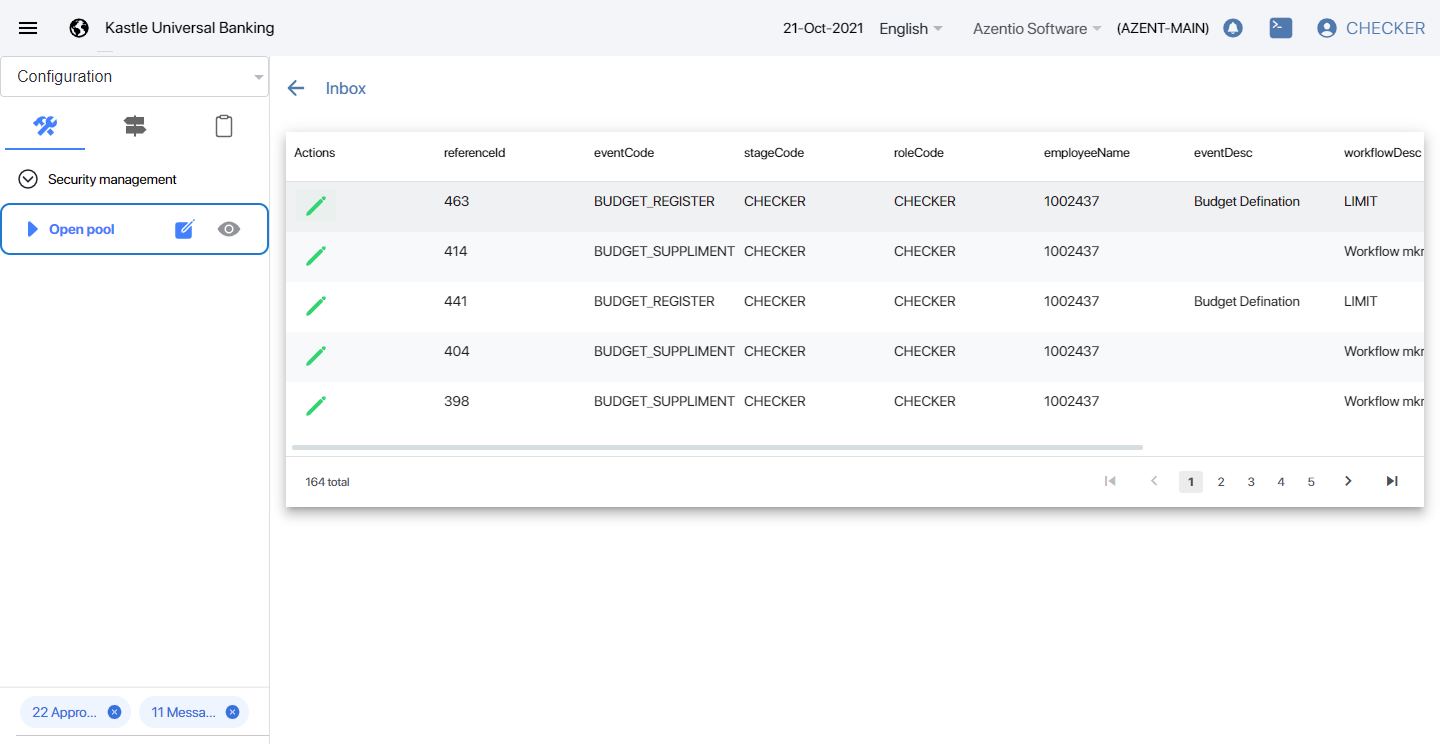 Kastle Universal Banking 21-Oct-2021 English Azentio Software (AZENT-MAIN) CHECKER
Configuration
Security management
Open pool
22 Appro... 11 Messa...
Inbox
Actions referenceId eventCode stageCode roleCode employeeName eventDesc workflowDesc
463 BUDGET_REGISTER CHECKER CHECKER 1002437 Budget Defination LIMIT
414 BUDGET_SUPPLIMENT CHECKER CHECKER 1002437 Workflow mkr
441 BUDGET_REGISTER CHECKER CHECKER 1002437 Budget Defination LIMIT
404 BUDGET_SUPPLIMENT CHECKER CHECKER 1002437 Workflow mkr
398 BUDGET_SUPPLIMENT CHECKER CHECKER 1002437 Workflow mkr
164 total 1 2 3 4 5